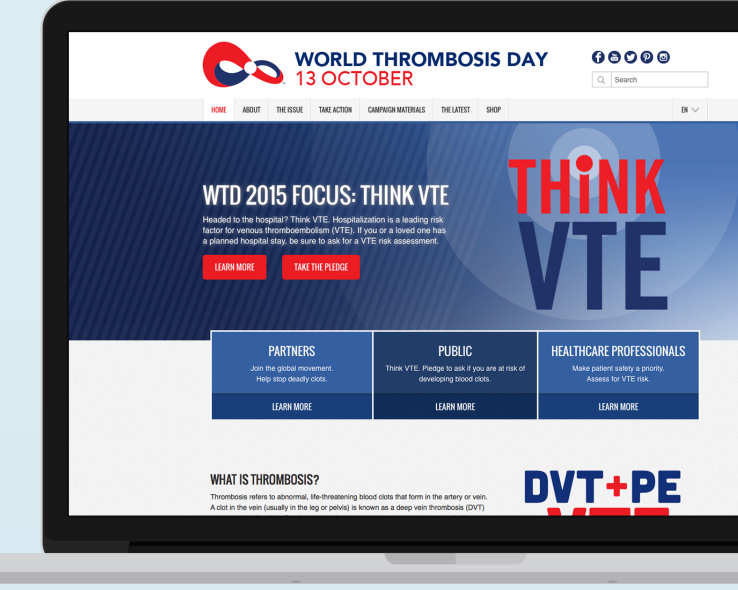 WORLD THROMBOSIS DAY
13 OCTOBER
Search
HOME ABOUT THE ISSUE TAKE ACTION CAMPAIGN MATERIALS THE LATEST SHOP EN
WTD 2015 FOCUS: THINK VTE
Headed to the hospital? Think VTE. Hospitalization is a leading risk
factor for venous thromboembolism (VTE). If you or a loved one has
a planned hospital stay, be sure to ask for a VTE risk assessment.
LEARN MORE TAKE THE PLEDGE
THiNK
VTE
PARTNERS
Join the global movement.
Help stop deadly clots.
LEARN MORE
PUBLIC
Think VTE. Pledge to ask if you are at risk of
developing blood clots.
LEARN MORE
HEALTHCARE PROFESSIONALS
Make patient safety a priority.
Assess for VTE risk.
LEARN MORE
WHAT IS THROMBOSIS?
Thrombosis refers to abnormal, life-threatening blood clots that form in the artery or vein.
A clot in the vein (usually in the leg or pelvis) is known as a deep vein thrombosis (DVT)
DVT+PE